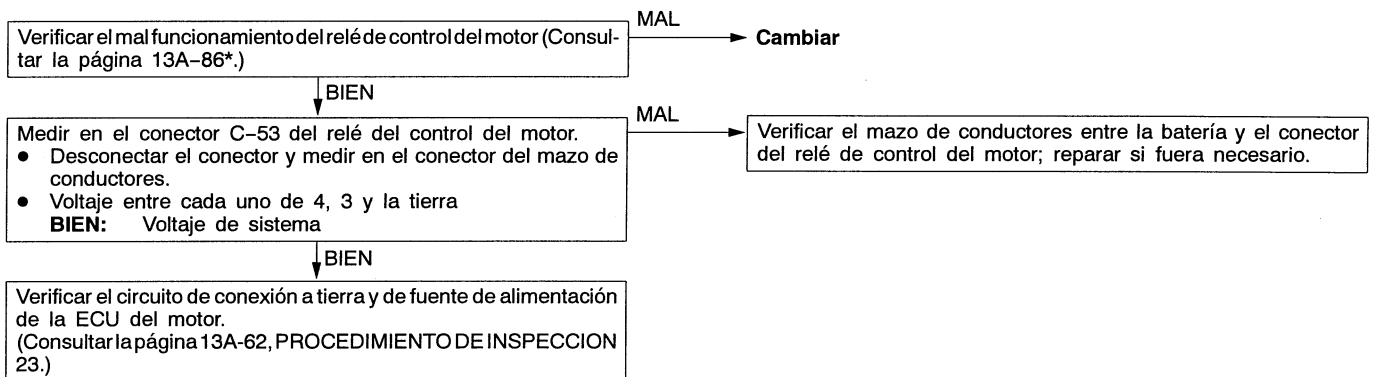 Verificar el mal funcionamiento del relé de control del motor (Consul-
tar la página 13A–86*.)
MAL
Cambiar
BIEN
Medir en el conector C–53 del relé del control del motor.
● Desconectar el conector y medir en el conector del mazo de
conductores.
● Voltaje entre cada uno de 4, 3 y la tierra
BIEN: Voltaje de sistema
MAL
Verificar el mazo de conductores entre la batería y el conector
del relé de control del motor; reparar si fuera necesario.
BIEN
Verificar el circuito de conexión a tierra y de fuente de alimentación
de la ECU del motor.
(Consultar la página 13A-62, PROCEDIMIENTO DE INSPECCION
23.)